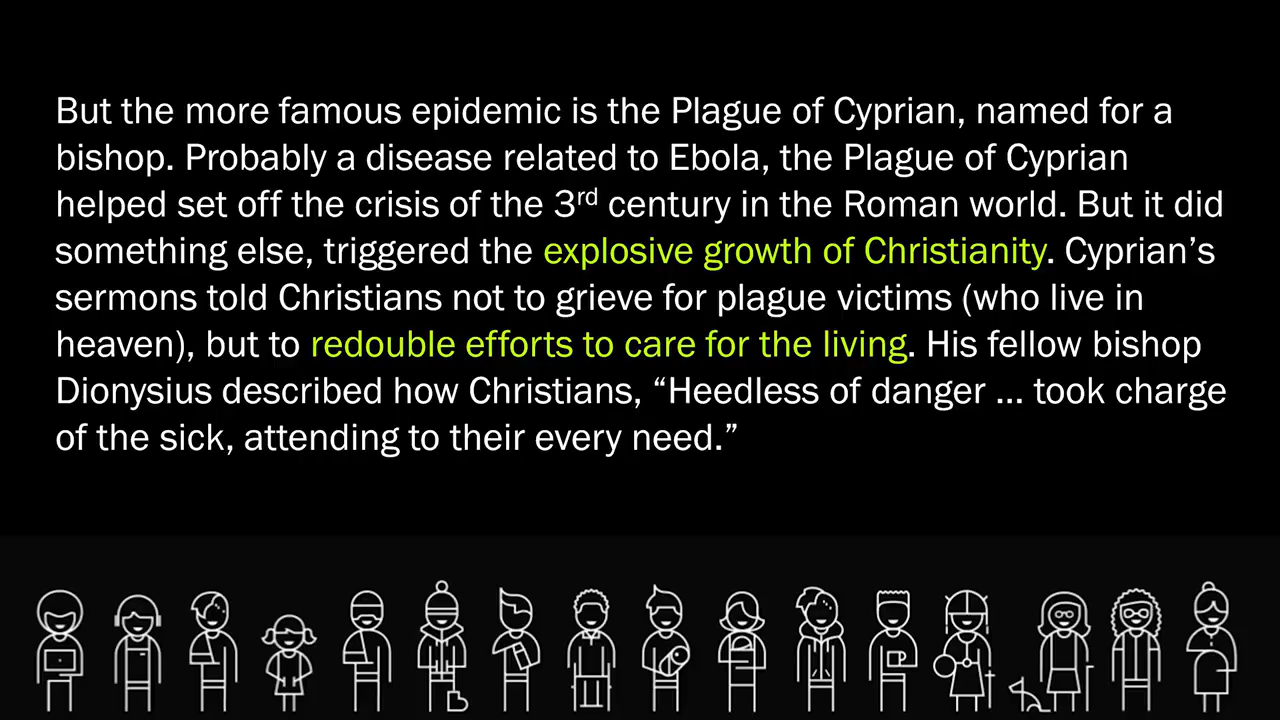 But the more famous epidemic is the Plague of Cyprian, named for a
bishop. Probably a disease related to Ebola, the Plague of Cyprian
helped set off the crisis of the 3rd century in the Roman world. But it did
something else, triggered the explosive growth of Christianity. Cyprian’s
sermons told Christians not to grieve for plague victims (who live in
heaven), but to redouble efforts to care for the living. His fellow bishop
Dionysius described how Christians, “Heedless of danger ... took charge
of the sick, attending to their every need.”